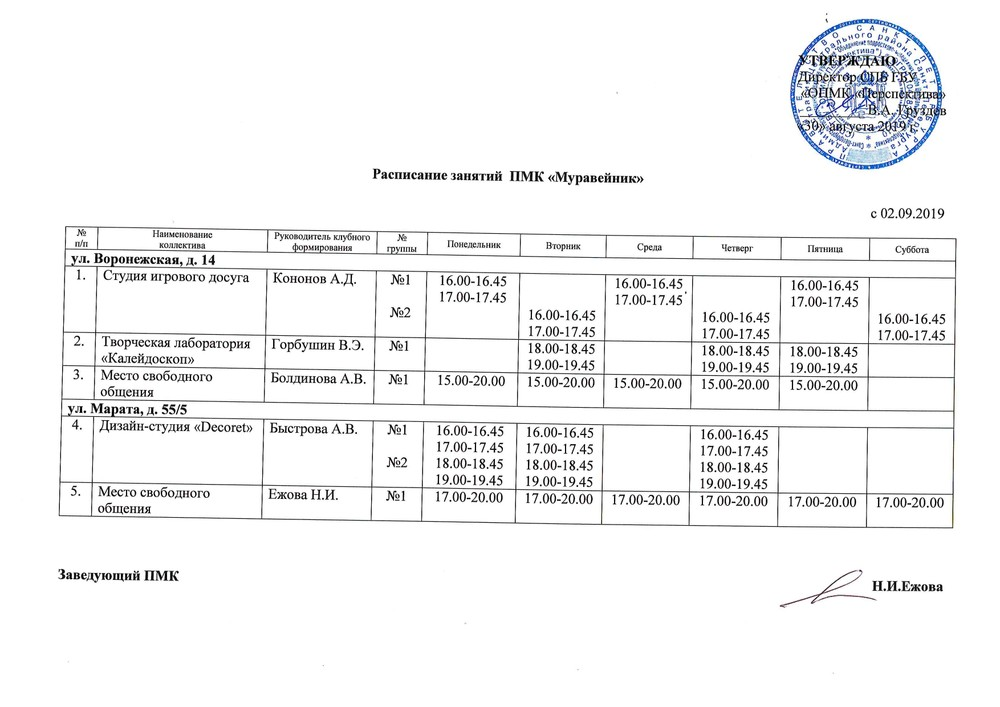 УТВЕРЖДАЮ
Директор СПб ГБУ
«ОПМК «Перспектива»
В.А. Груздев
«30» августа 2019 г.
Расписание занятий ПМК «Муравейник»
с 02.09.2019
№ п/п Наименование коллектива Руководитель клубного формирования № группы Понедельник Вторник Среда Четверг Пятница Суббота
ул. Воронежская, д. 14
1. Студия игрового досуга Кононов А.Д. №1 16.00-16.45 16.00-16.45 16.00-16.45
17.00-17.45 17.00-17.45 17.00-17.45
№2 16.00-16.45 16.00-16.45 16.00-16.45
17.00-17.45 17.00-17.45 17.00-17.45
2. Творческая лаборатория Горбушин В.Э. №1 18.00-18.45 18.00-18.45 18.00-18.45
«Калейдоскоп» 19.00-19.45 19.00-19.45 19.00-19.45
3. Место свободного Болдинова А.В. №1 15.00-20.00 15.00-20.00 15.00-20.00 15.00-20.00 15.00-20.00
общения
ул. Марата, д. 55/5
4. Дизайн-студия «Decoret» Быстрова А.В. №1 16.00-16.45 16.00-16.45 16.00-16.45
17.00-17.45 17.00-17.45 17.00-17.45
№2 18.00-18.45 18.00-18.45 18.00-18.45
19.00-19.45 19.00-19.45 19.00-19.45
5. Место свободного Ежова Н.И. №1 17.00-20.00 17.00-20.00 17.00-20.00 17.00-20.00 17.00-20.00 17.00-20.00
общения
Заведующий ПМК Н.И.Ежова